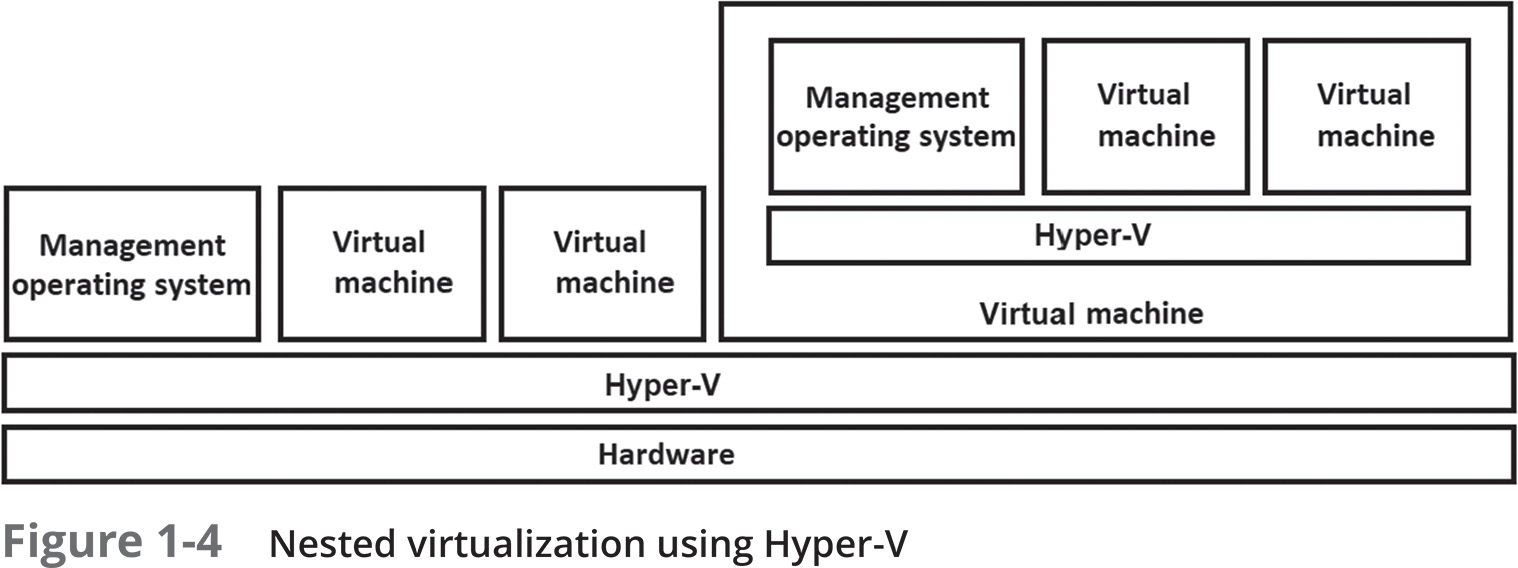 Management
operating system
Virtual
machine
Virtual
machine
Hyper-V
Virtual machine
Management
operating system
Virtual
machine
Virtual
machine
Hyper-V
Hardware
Figure 1-4 Nested virtualization using Hyper-V